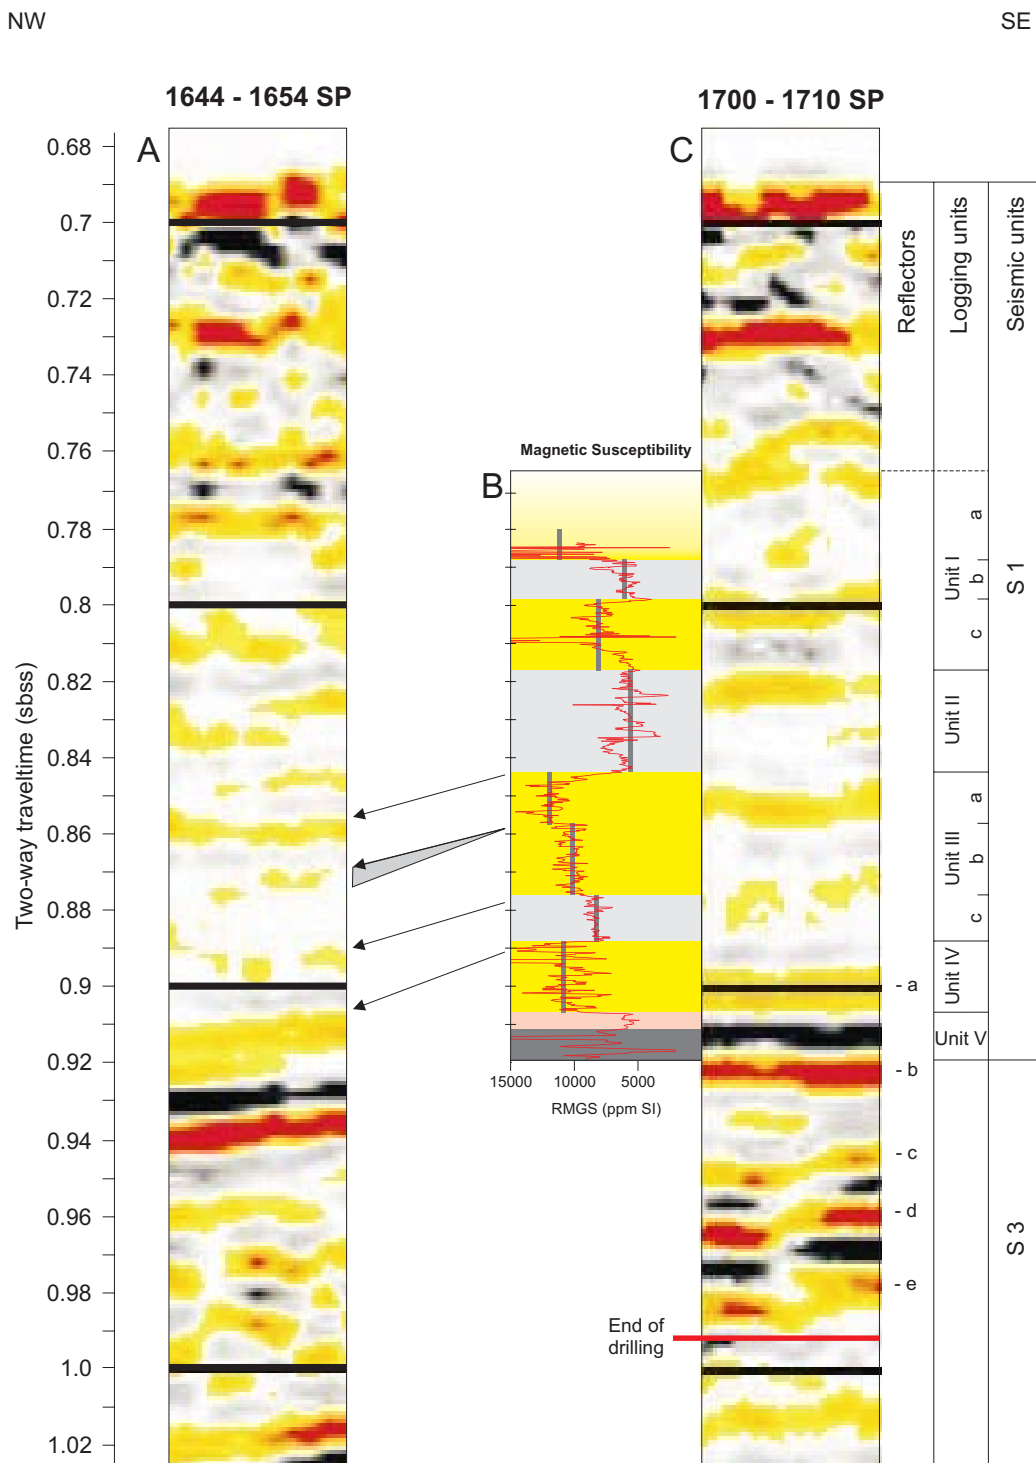 NW
SE
1644 - 1654 SP
1700 - 1710 SP
A
C
0.68
0.7
0.72
0.74
0.76
0.78
0.8
0.82
0.84
0.86
0.88
0.9
0.92
0.94
0.96
0.98
1.0
1.02
Two-way traveltime (sbss)
Magnetic Susceptibility
B
15000
10000
5000
RMGS (ppm SI)
End of
drilling
Reflectors
- a
- b
- c
- d
- e
Logging units
Unit I
a
b
c
Unit II
Unit III
a
b
c
Unit IV
Unit V
Seismic units
S 1
S 3